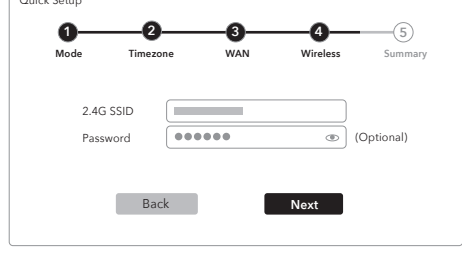 Quick Setup
1 2 3 4 5
Mode Timezone WAN Wireless Summary
2.4G SSID
Password (Optional)
Back Next